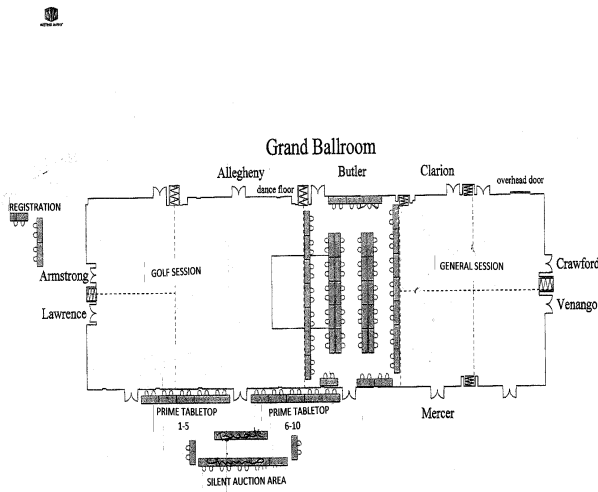 Grand Ballroom
Allegheny
Butler
Clarion
dance floor
overhead door
REGISTRATION
GOLF SESSION
GENERAL SESSION
Armstrong
Crawford
Lawrence
Venango
PRIME TABLETOP
1-5
PRIME TABLETOP
6-10
Mercer
SILENT AUCTION AREA